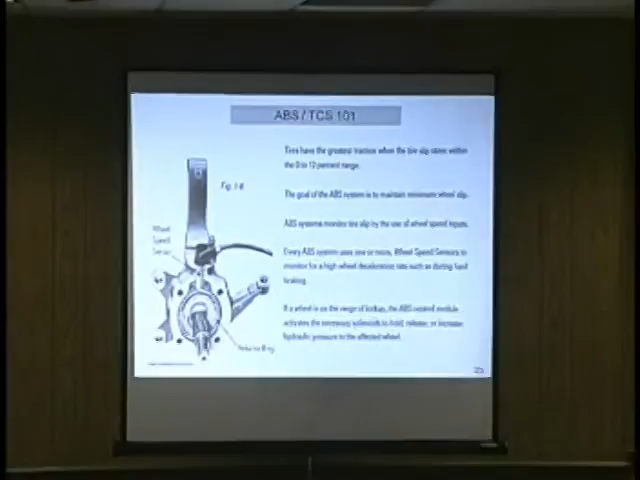 ABS / TCS 101
Tires have the greatest traction when the tire slip stays within
the 0 to 12 percent range.
The goal of the ABS system is to maintain minimum wheel slip.
ABS systems monitor tire slip by the use of wheel speed inputs.
Every ABS system uses one or more, Wheel Speed Sensors to
monitor for a high wheel deceleration rate such as during hard
braking.
If a wheel is on the verge of lockup, the ABS control module
activates the necessary solenoids to hold, release, or increase
hydraulic pressure to the affected wheel.
Wheel
Speed
Sensor